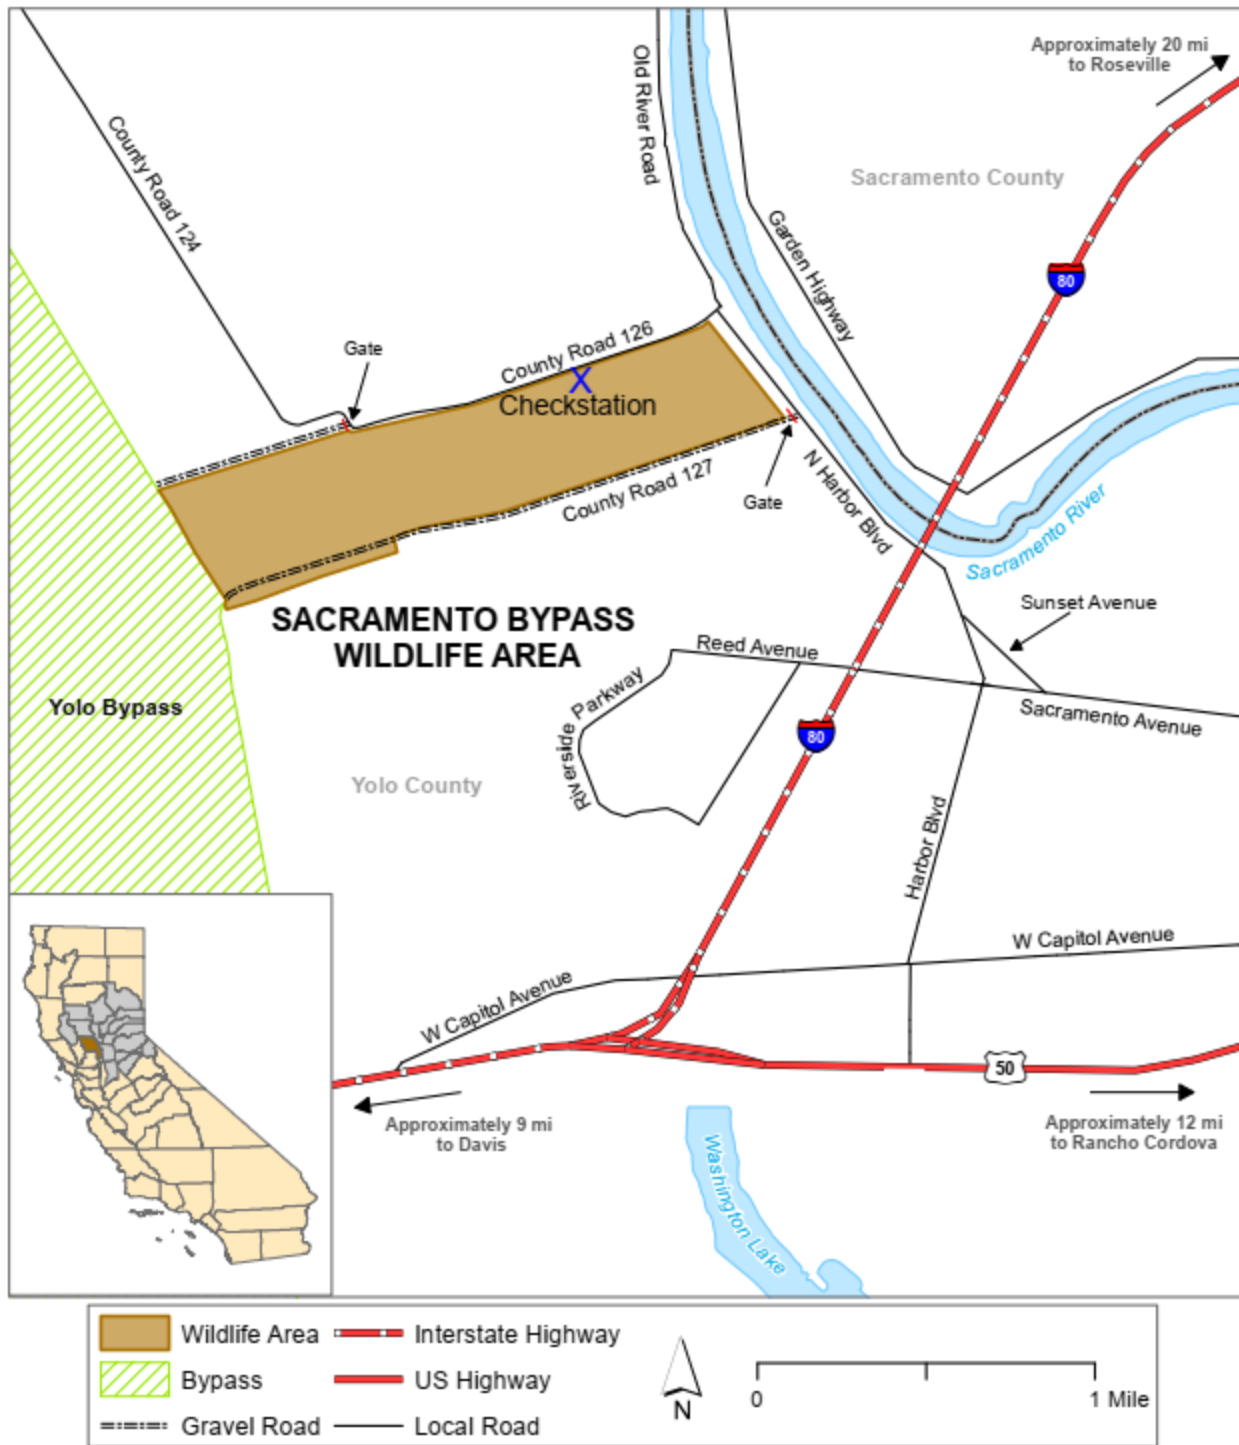 Approximately 20 mi
to Roseville
Old River Road
County Road 124
Sacramento County
Garden Highway
80
County Road 126
Gate
X
Checkstation
County Road 127
Gate
N Harbor Blvd
Sacramento River
SACRAMENTO BYPASS
WILDLIFE AREA
Sunset Avenue
Reed Avenue
Riverside Parkway
Sacramento Avenue
Yolo Bypass
80
Yolo County
Harbor Blvd
W Capitol Avenue
W Capitol Avenue
50
Approximately 9 mi
to Davis
Approximately 12 mi
to Rancho Cordova
Washington Lake
Wildlife Area
Interstate Highway
Bypass
US Highway
Gravel Road
Local Road
N
0
1 Mile